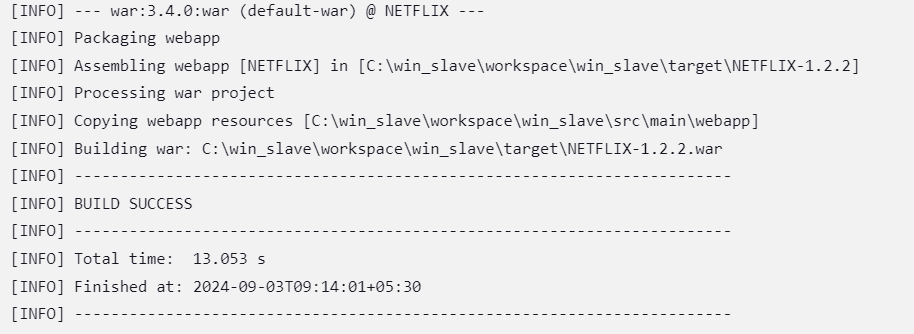 [INFO] --- war:3.4.0:war (default-war) @ NETFLIX ---
[INFO] Packaging webapp
[INFO] Assembling webapp [NETFLIX] in [C:\win_slave\workspace\win_slave\target\NETFLIX-1.2.2]
[INFO] Processing war project
[INFO] Copying webapp resources [C:\win_slave\workspace\win_slave\src\main\webapp]
[INFO] Building war: C:\win_slave\workspace\win_slave\target\NETFLIX-1.2.2.war
[INFO] ------------------------------------------------------------------------
[INFO] BUILD SUCCESS
[INFO] ------------------------------------------------------------------------
[INFO] Total time:  13.053 s
[INFO] Finished at: 2024-09-03T09:14:01+05:30
[INFO] ------------------------------------------------------------------------